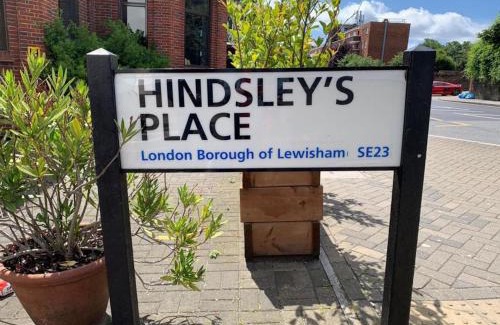 HINDSLEY'S
PLACE
London Borough of Lewisham SE23